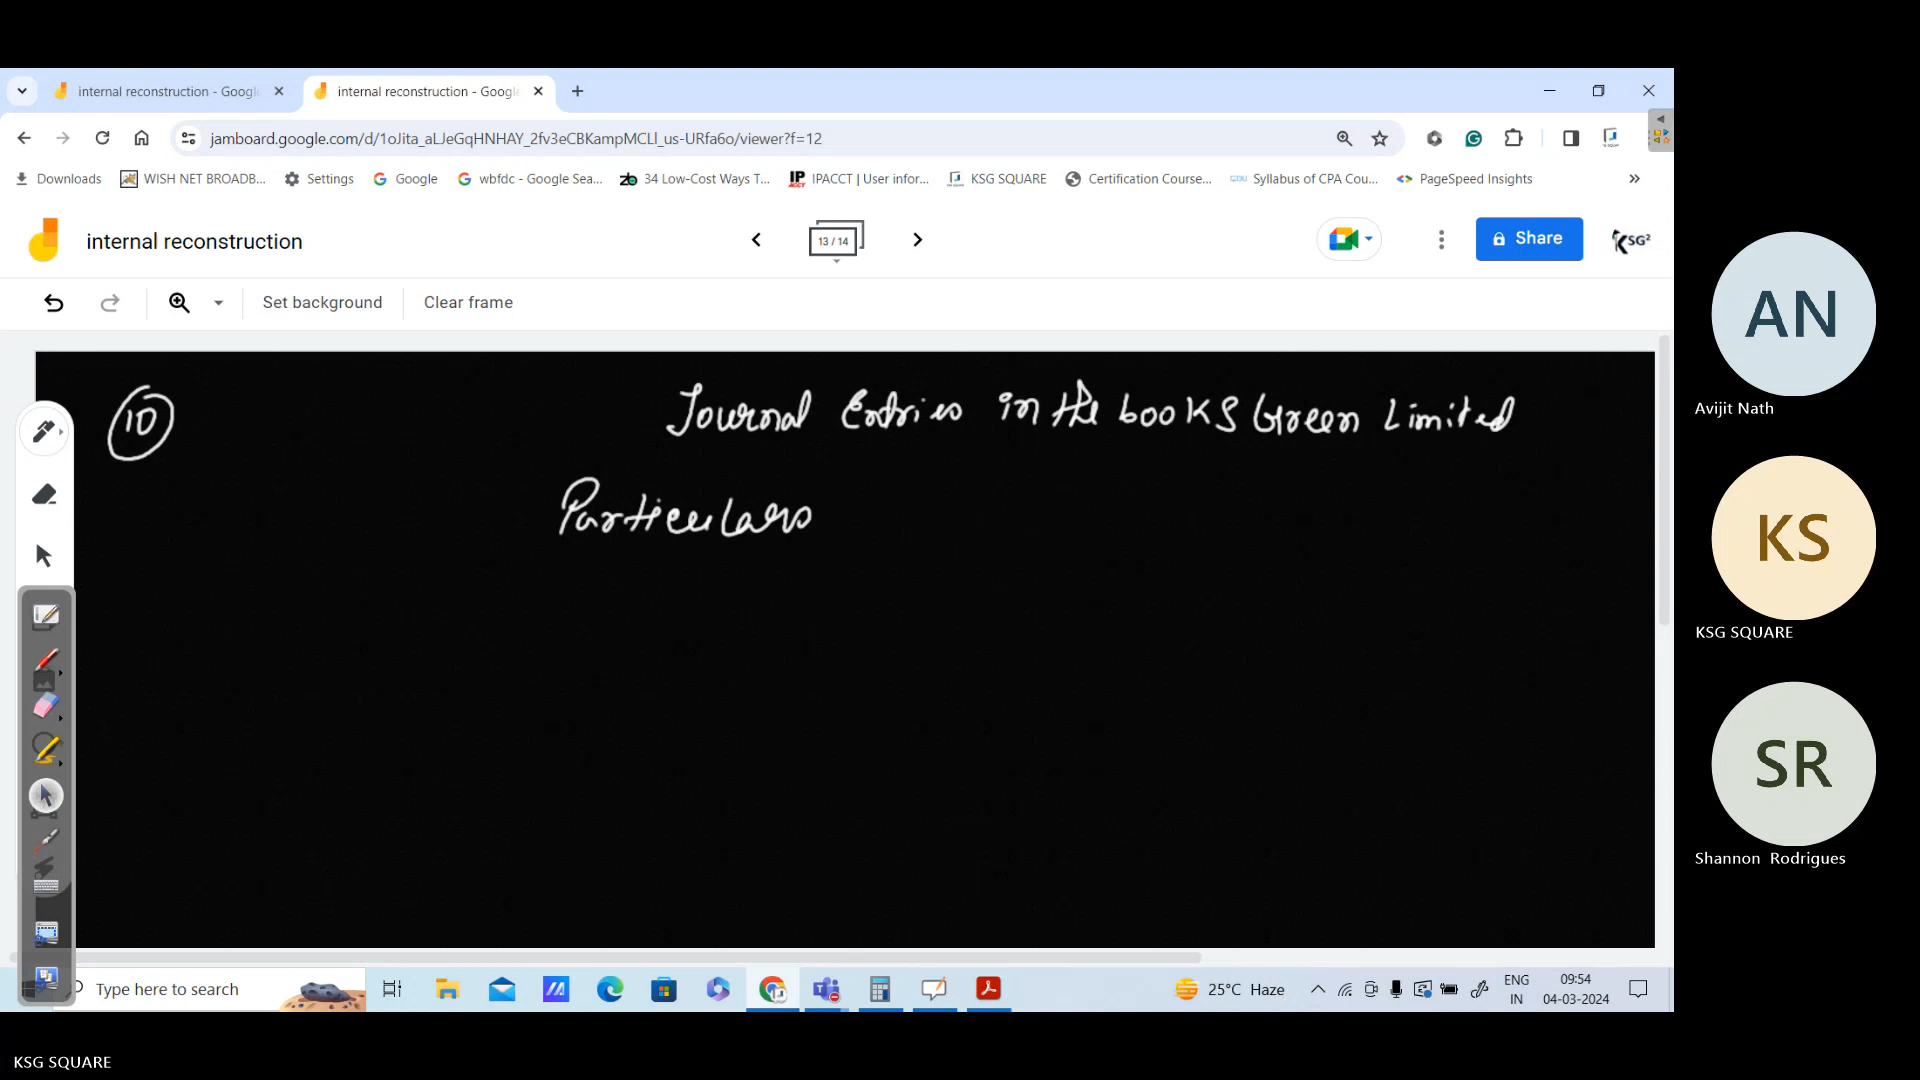 internal reconstruction - Googl
internal reconstruction - Google
jamboard.google.com/d/1oJita_aLJeGqHNHAY_2fv3eCBKampMCLl_us-URfa6o/viewer?f=12
Downloads
WISH NET BROADB...
Settings
Google
wbfdc - Google Sea...
34 Low-Cost Ways T...
IPACCT | User infor...
KSG SQUARE
Certification Course...
Syllabus of CPA Cou...
PageSpeed Insights
internal reconstruction
13 / 14
Share
KSG²
Set background
Clear frame
10
Journal Entries in the books Green Limited
Particulars
AN
Avijit Nath
KS
KSG SQUARE
SR
Shannon Rodrigues
Type here to search
25°C Haze
ENG
IN
09:54
04-03-2024
KSG SQUARE